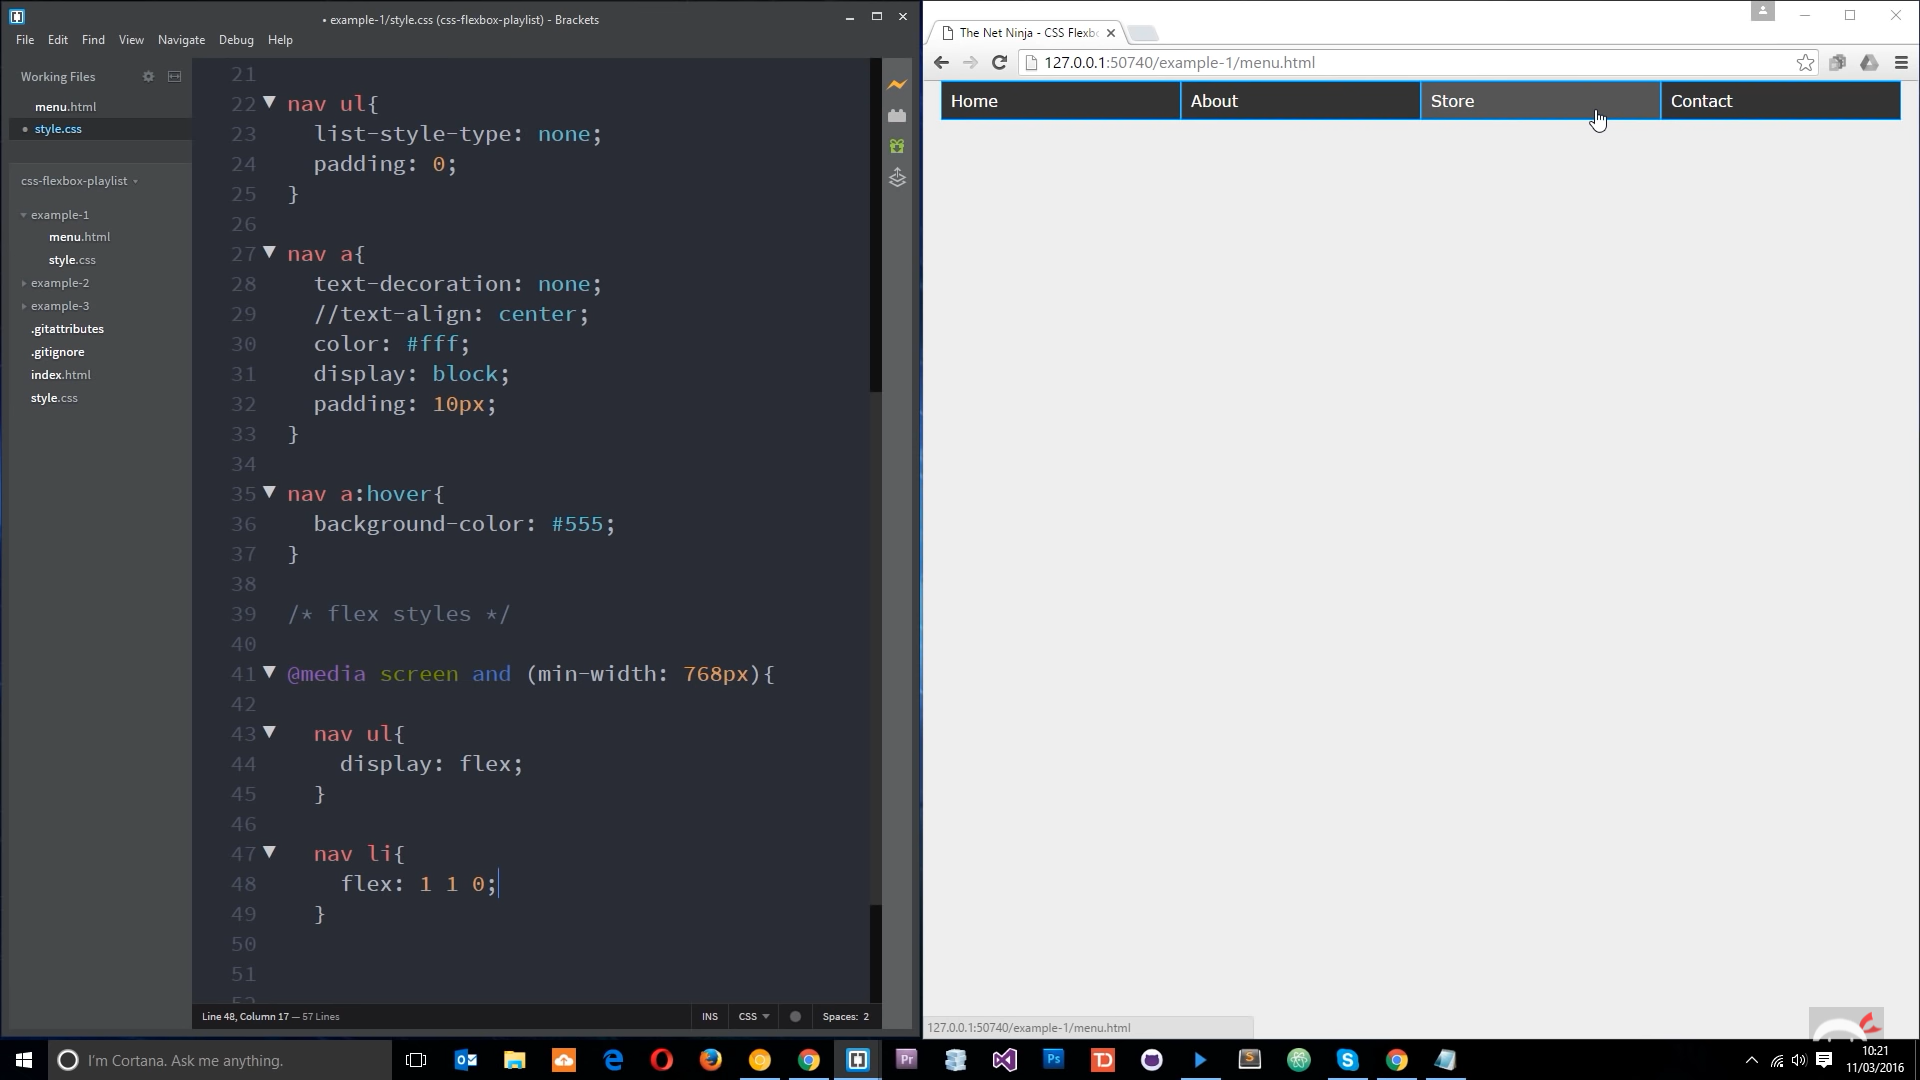 • example-1/style.css (css-flexbox-playlist) - Brackets
File Edit Find View Navigate Debug Help
Working Files
menu.html
style.css
css-flexbox-playlist
example-1
menu.html
style.css
example-2
example-3
.gitattributes
.gitignore
index.html
style.css
21
22 nav ul{
23 list-style-type: none;
24 padding: 0;
25 }
26
27 nav a{
28 text-decoration: none;
29 //text-align: center;
30 color: #fff;
31 display: block;
32 padding: 10px;
33 }
34
35 nav a:hover{
36 background-color: #555;
37 }
38
39 /* flex styles */
40
41 @media screen and (min-width: 768px){
42
43 nav ul{
44 display: flex;
45 }
46
47 nav li{
48 flex: 1 1 0;
49 }
50
51
52
Line 48, Column 17 — 57 Lines
INS CSS Spaces: 2
The Net Ninja - CSS Flexb
127.0.0.1:50740/example-1/menu.html
Home About Store Contact
127.0.0.1:50740/example-1/menu.html
I'm Cortana. Ask me anything.
Pr
Ps
10:21
11/03/2016